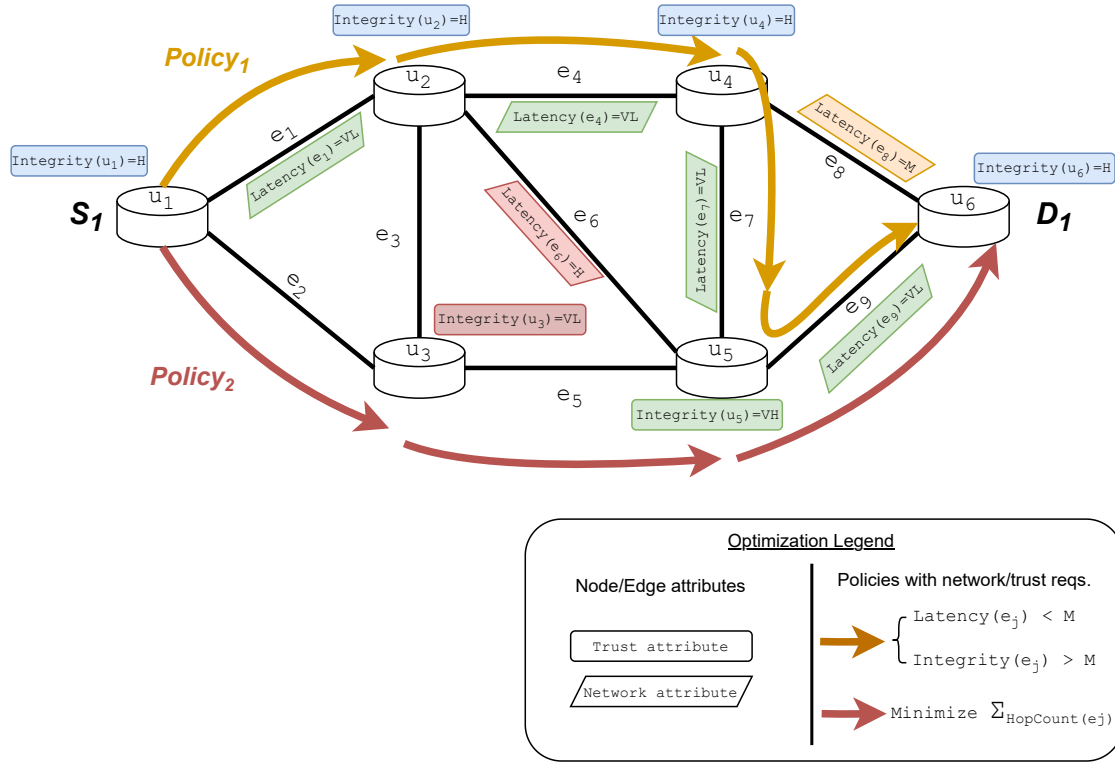 Integrity(u₂)=H
Integrity(u₄)=H
Policy₁
u₂
e₄
u₄
Latency(e₄)=VL
Latency(e₈)=M
e₁
Latency(e₁)=VL
e₈
Integrity(u₁)=H
Integrity(u₆)=H
S₁
u₁
u₆
D₁
e₃
e₆
Latency(e₆)=H
Latency(e₇)=VL
e₇
e₂
e₉
Latency(e₉)=VL
Integrity(u₃)=VL
u₃
u₅
Policy₂
e₅
Integrity(u₅)=VH
Optimization Legend
Node/Edge attributes
Policies with network/trust reqs.
Trust attribute
Network attribute
Latency(eⱼ) < M
Integrity(eⱼ) > M
Minimize Σ HopCount(ej)